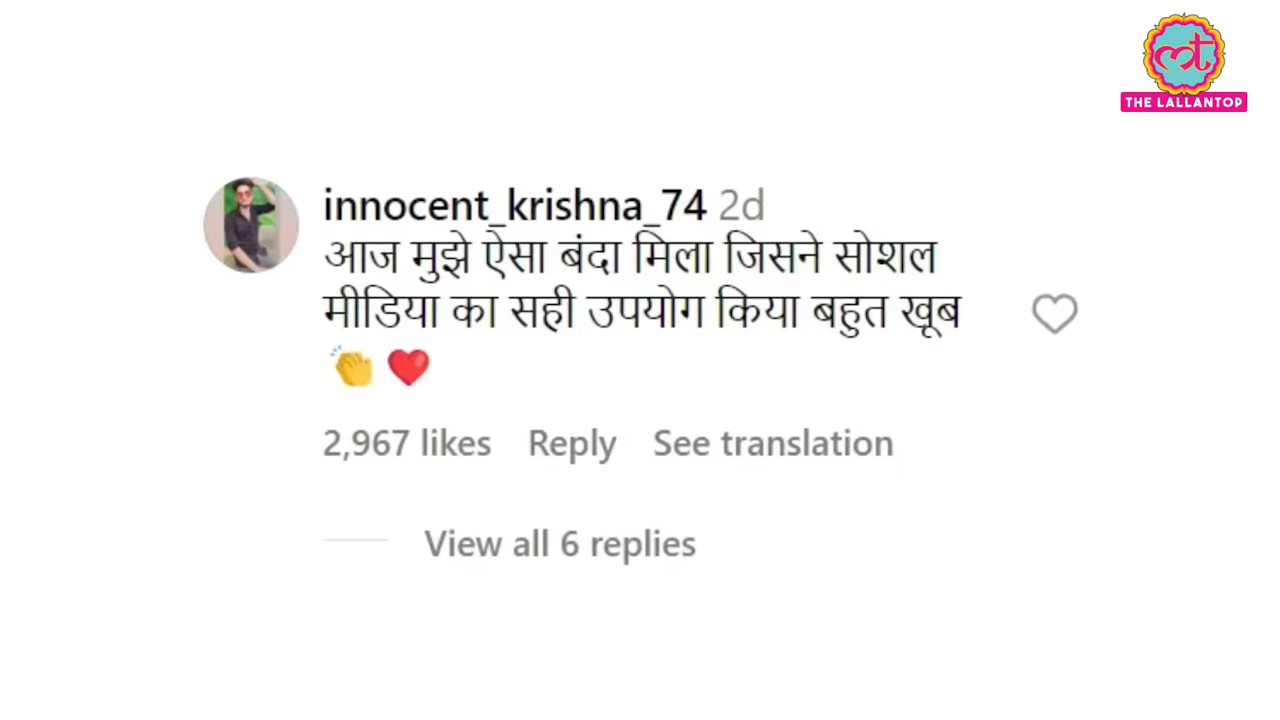 mt
THE LALLANTOP
innocent_krishna_74 2d
आज मुझे ऐसा बंदा मिला जिसने सोशल
मीडिया का सही उपयोग किया बहुत खूब
👏 ❤️
2,967 likes Reply See translation
View all 6 replies